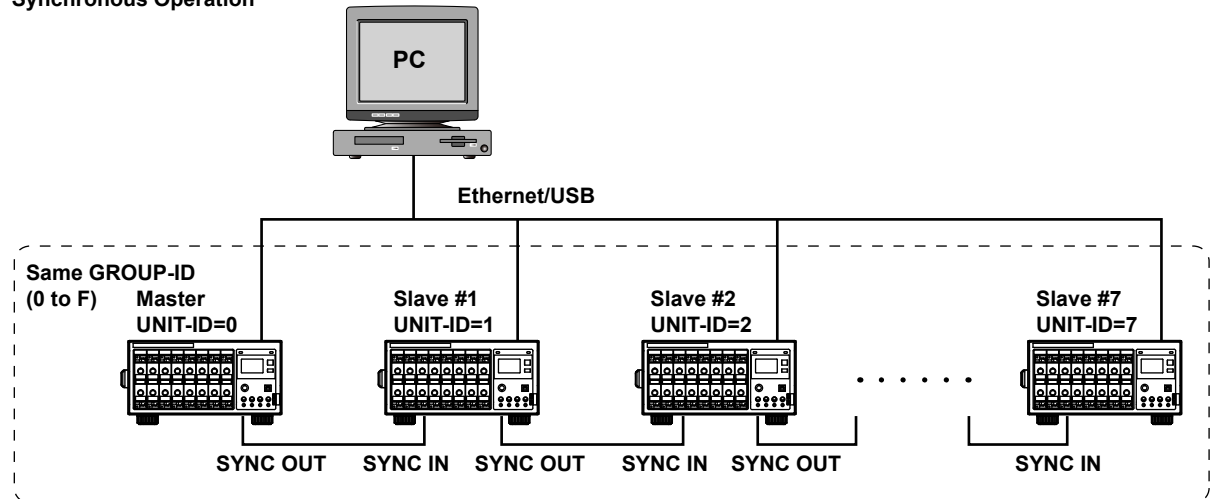 Synchronous Operation
PC
Ethernet/USB
Same GROUP-ID
(0 to F)
Master
UNIT-ID=0
Slave #1
UNIT-ID=1
Slave #2
UNIT-ID=2
Slave #7
UNIT-ID=7
SYNC OUT
SYNC IN
SYNC OUT
SYNC IN
SYNC OUT
SYNC IN